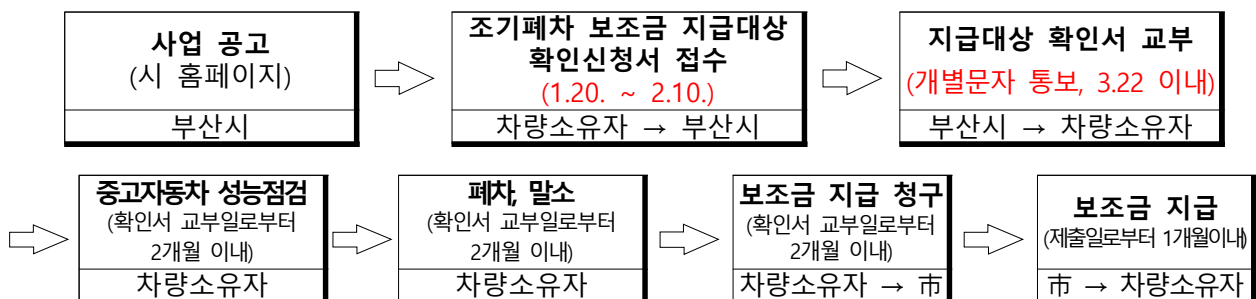 사업 공고
(시 홈페이지)
부산시
조기폐차 보조금 지급대상
확인신청서 접수
(1.20. ~ 2.10.)
차량소유자 → 부산시
지급대상 확인서 교부
(개별문자 통보, 3.22 이내)
부산시 → 차량소유자
중고자동차 성능점검
(확인서 교부일로부터
2개월 이내)
차량소유자
폐차, 말소
(확인서 교부일로부터
2개월 이내)
차량소유자
보조금 지급 청구
(확인서 교부일로부터
2개월 이내)
차량소유자 → 市
보조금 지급
(제출일로부터 1개월이내)
市 → 차량소유자